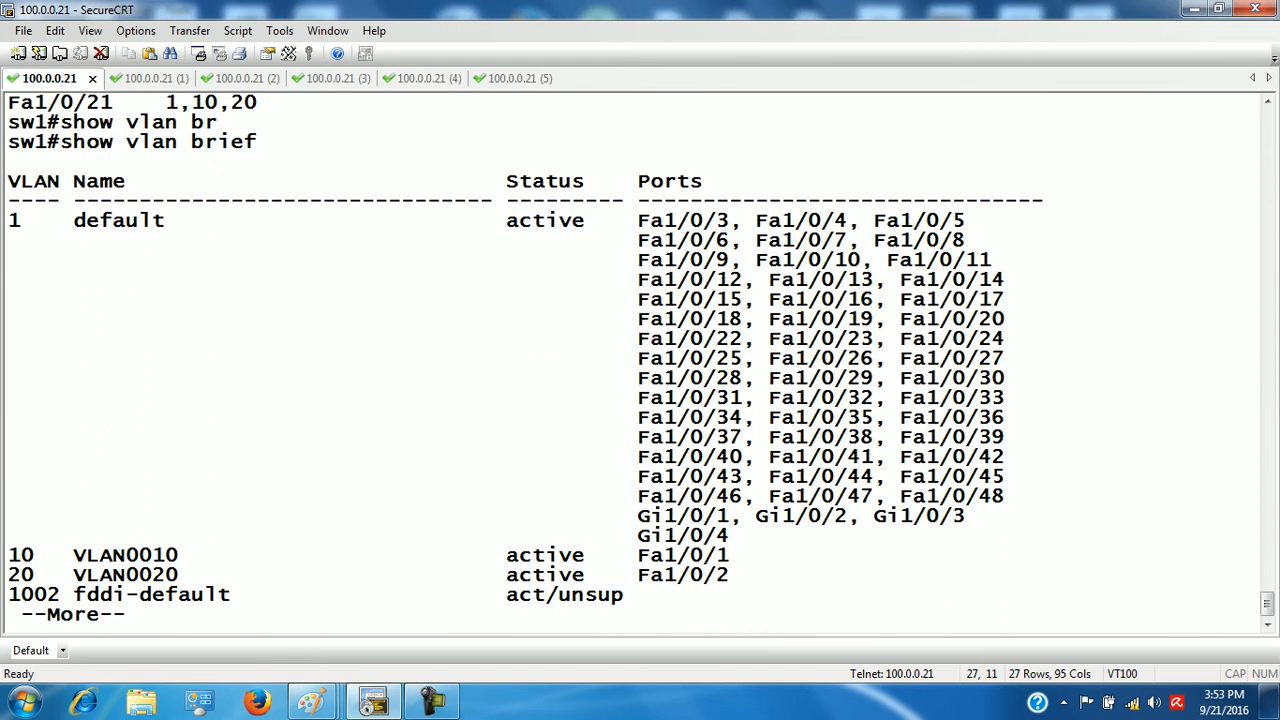 100.0.0.21 - SecureCRT
File Edit View Options Transfer Script Tools Window Help
100.0.0.21 100.0.0.21 (1) 100.0.0.21 (2) 100.0.0.21 (3) 100.0.0.21 (4) 100.0.0.21 (5)
Fa1/0/21 1,10,20
sw1#show vlan br
sw1#show vlan brief
VLAN Name Status Ports
---- -------------------------------- --------- -------------------------------
1 default active Fa1/0/3, Fa1/0/4, Fa1/0/5
Fa1/0/6, Fa1/0/7, Fa1/0/8
Fa1/0/9, Fa1/0/10, Fa1/0/11
Fa1/0/12, Fa1/0/13, Fa1/0/14
Fa1/0/15, Fa1/0/16, Fa1/0/17
Fa1/0/18, Fa1/0/19, Fa1/0/20
Fa1/0/22, Fa1/0/23, Fa1/0/24
Fa1/0/25, Fa1/0/26, Fa1/0/27
Fa1/0/28, Fa1/0/29, Fa1/0/30
Fa1/0/31, Fa1/0/32, Fa1/0/33
Fa1/0/34, Fa1/0/35, Fa1/0/36
Fa1/0/37, Fa1/0/38, Fa1/0/39
Fa1/0/40, Fa1/0/41, Fa1/0/42
Fa1/0/43, Fa1/0/44, Fa1/0/45
Fa1/0/46, Fa1/0/47, Fa1/0/48
Gi1/0/1, Gi1/0/2, Gi1/0/3
Gi1/0/4
10 VLAN0010 active Fa1/0/1
20 VLAN0020 active Fa1/0/2
1002 fddi-default act/unsup
--More--
Default
Ready Telnet: 100.0.0.21 27, 11 27 Rows, 95 Cols VT100 CAP NUM
3:53 PM
9/21/2016